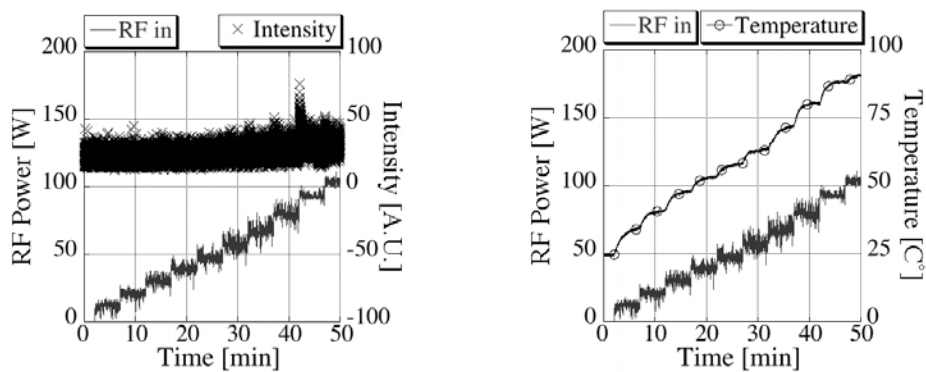 RF in
Intensity
200
150
100
50
0
RF Power [W]
100
50
0
-50
-100
Intensity [A.U.]
0 10 20 30 40 50
Time [min]
RF in
Temperature
200
150
100
50
0
RF Power [W]
100
75
50
25
0
Temperature [C°]
0 10 20 30 40 50
Time [min]